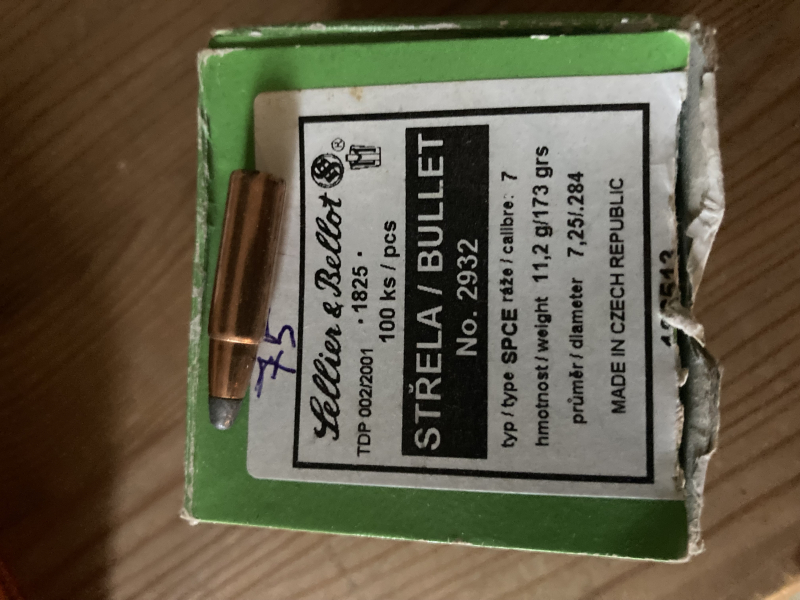 Sellier & Bellot ®
TDP 002/2001 · 1825 ·
100 ks / pcs
STŘELA / BULLET
No. 2932
typ / type SPCE ráže / calibre: 7
hmotnost / weight 11,2 g/173 grs
průměr / diameter 7,25/.284
MADE IN CZECH REPUBLIC
75